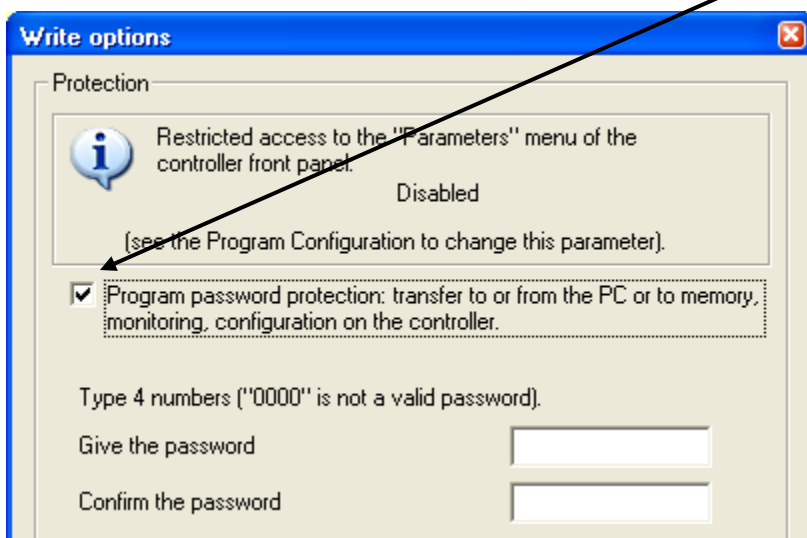 Write options
Protection
Restricted access to the "Parameters" menu of the
controller front panel.
Disabled
(see the Program Configuration to change this parameter).
Program password protection: transfer to or from the PC or to memory,
monitoring, configuration on the controller.
Type 4 numbers ("0000" is not a valid password).
Give the password
Confirm the password